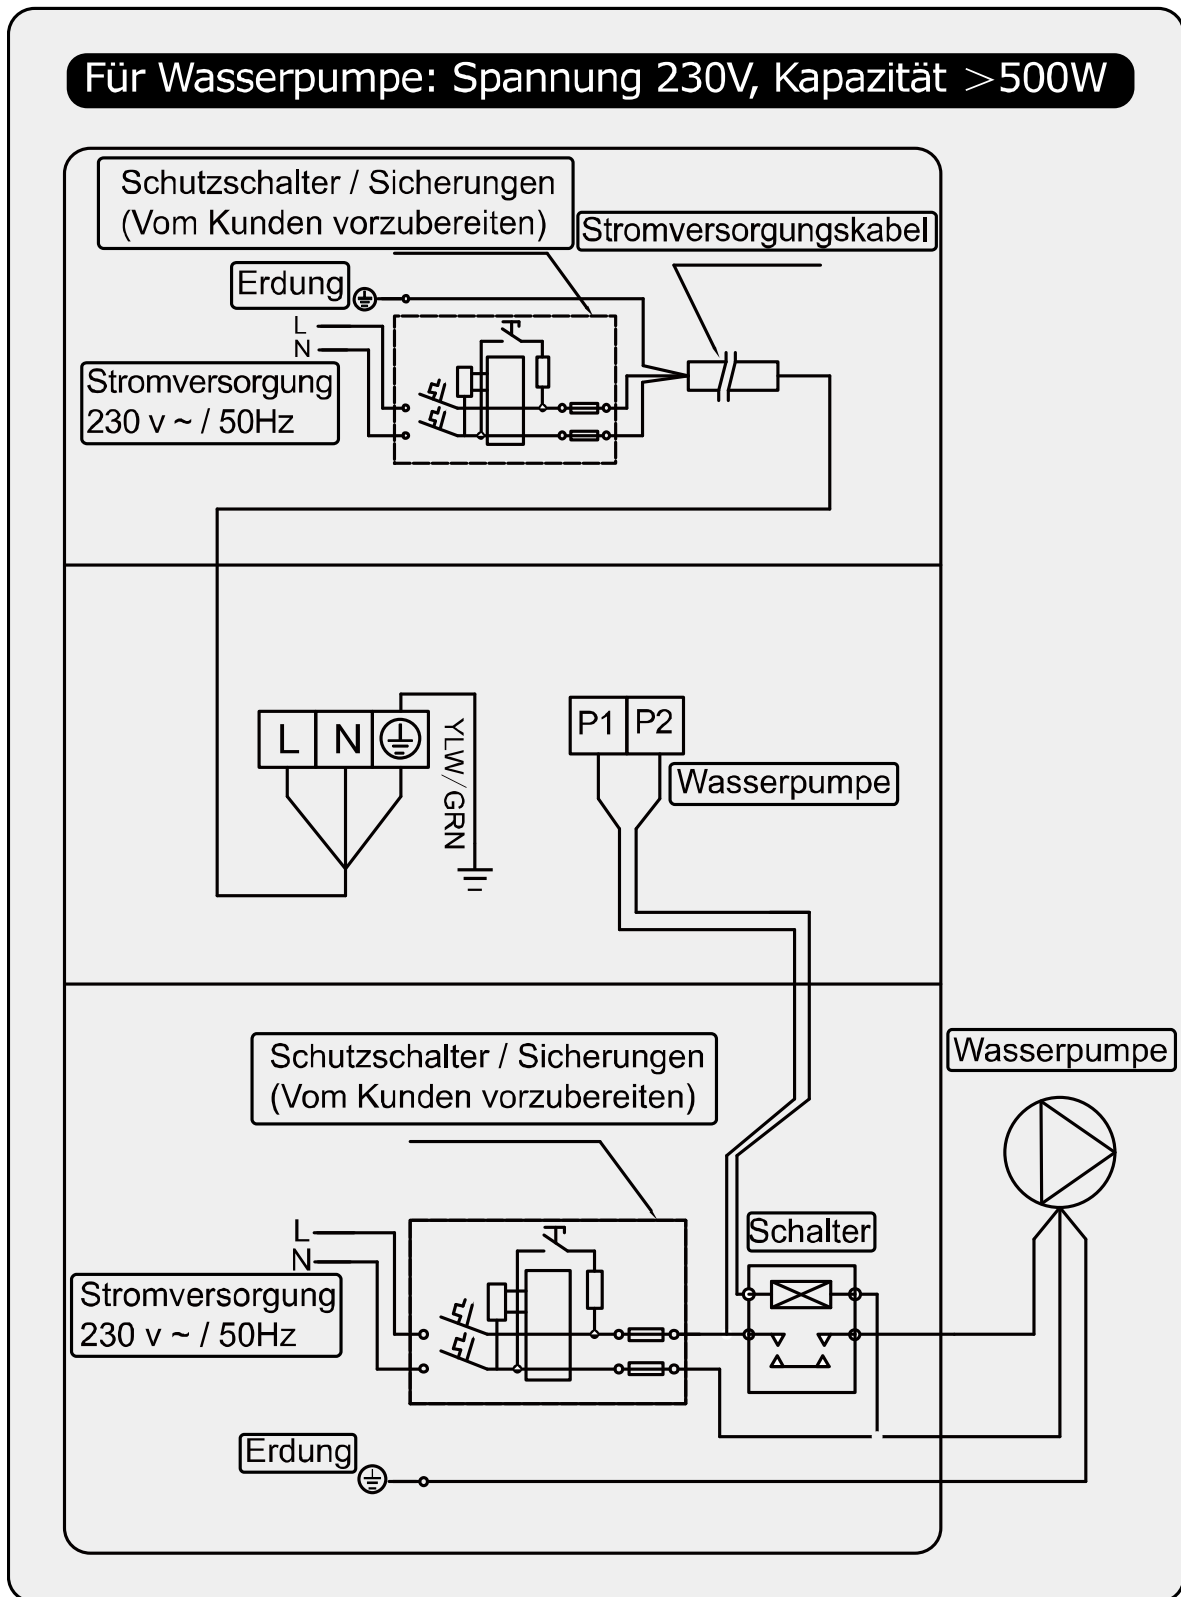 Für Wasserpumpe: Spannung 230V, Kapazität >500W
Schutzschalter / Sicherungen
(Vom Kunden vorzubereiten)
Stromversorgungskabel
Erdung
L
N
Stromversorgung
230 v ~ / 50Hz
L
N
YLW/GRN
P1
P2
Wasserpumpe
Schutzschalter / Sicherungen
(Vom Kunden vorzubereiten)
Wasserpumpe
Schalter
L
N
Stromversorgung
230 v ~ / 50Hz
Erdung